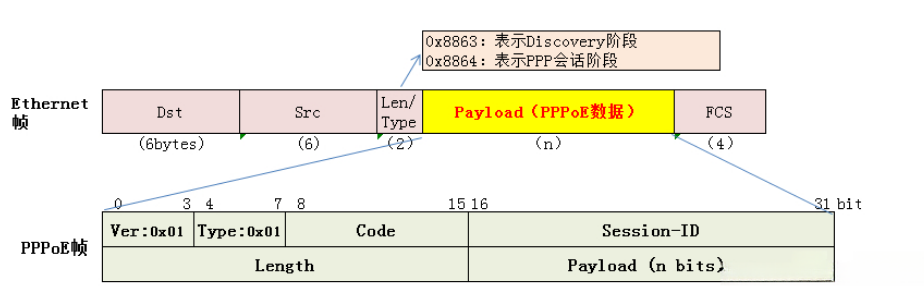 0x8863: 表示Discovery阶段
0x8864: 表示PPP会话阶段
Ethernet
帧
Dst
Src
Len/
Type
Payload（PPPoE数据）
FCS
(6bytes)
(6)
(2)
(n)
(4)
0 3 4 7 8 15 16 31 bit
PPPoE帧
Ver:0x01
Type:0x01
Code
Session-ID
Length
Payload (n bits)